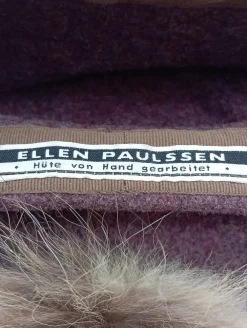 ELLEN PAULSSEN
• Hüte von Hand gearbeitet •